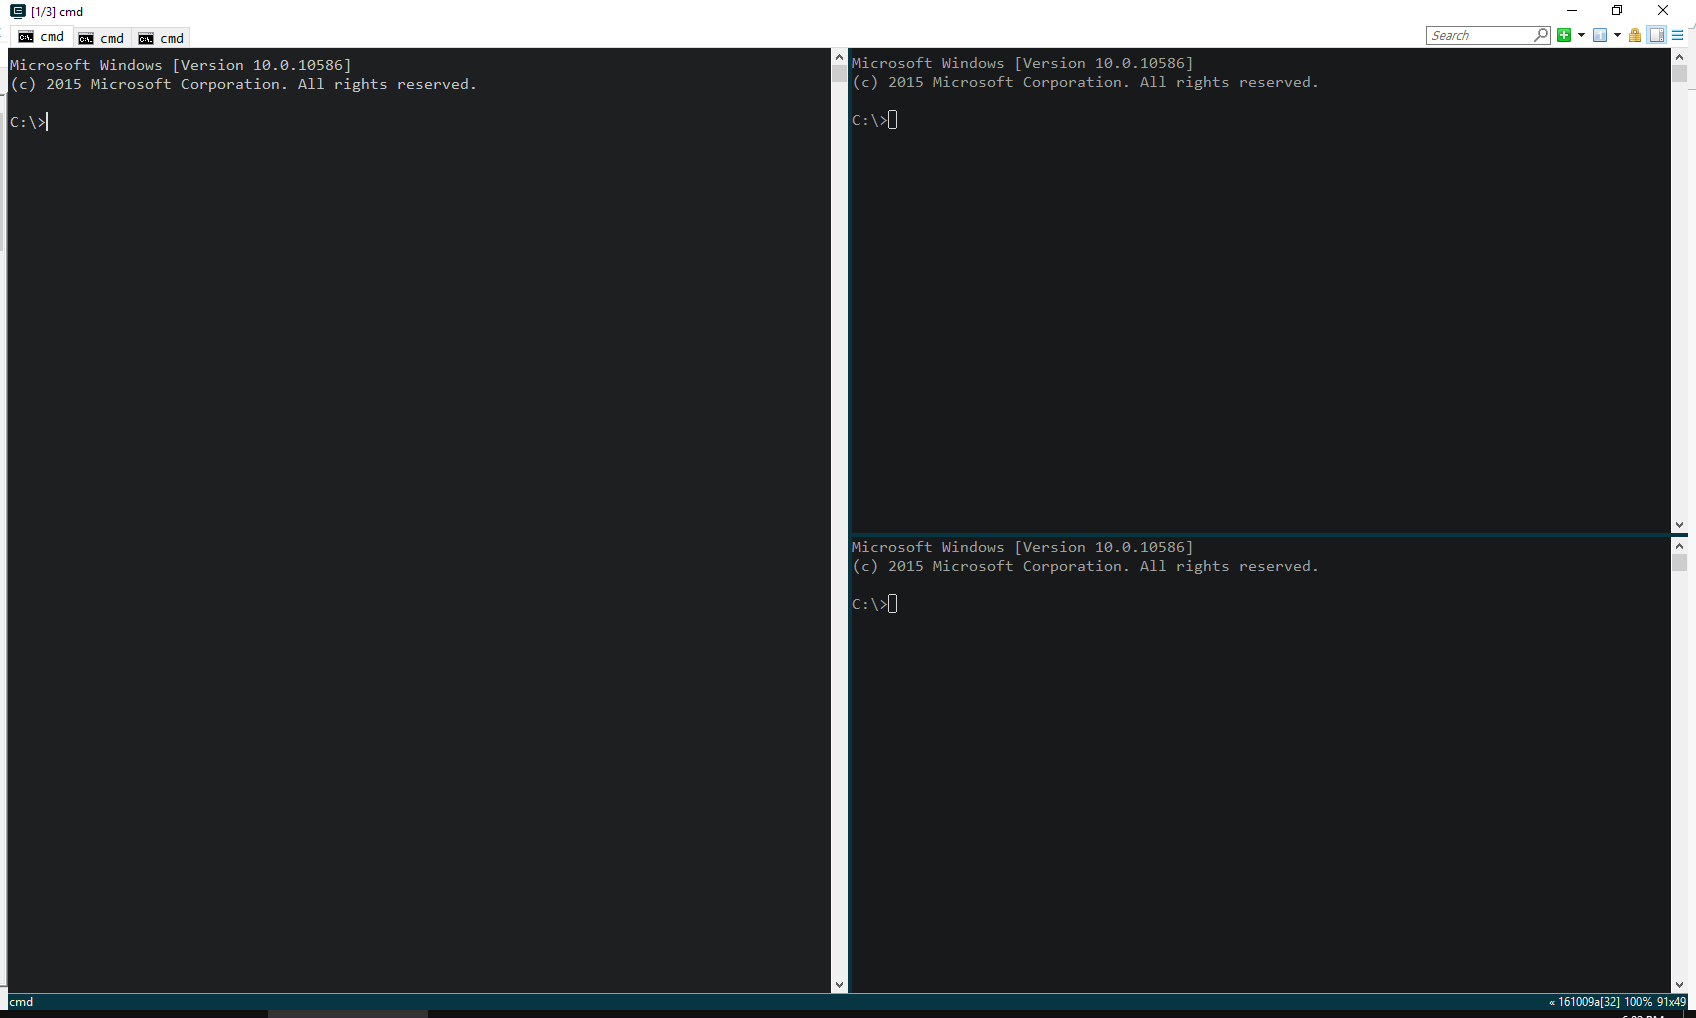 [1/3] cmd
cmd
cmd
cmd
Search
Microsoft Windows [Version 10.0.10586]
(c) 2015 Microsoft Corporation. All rights reserved.
C:\>
Microsoft Windows [Version 10.0.10586]
(c) 2015 Microsoft Corporation. All rights reserved.
C:\>
Microsoft Windows [Version 10.0.10586]
(c) 2015 Microsoft Corporation. All rights reserved.
C:\>
cmd
« 161009a[32] 100% 91x49